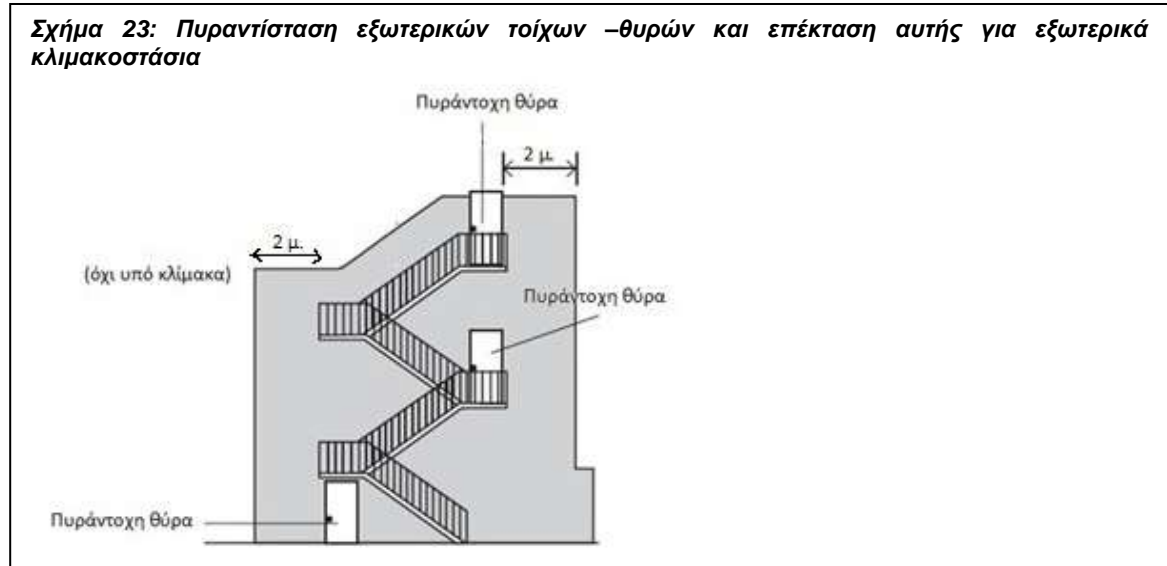 Σχήμα 23: Πυραντίσταση εξωτερικών τοίχων –θυρών και επέκταση αυτής για εξωτερικά
κλιμακοστάσια
Πυράντοχη θύρα
2 μ.
2 μ.
(όχι υπό κλίμακα)
Πυράντοχη θύρα
Πυράντοχη θύρα